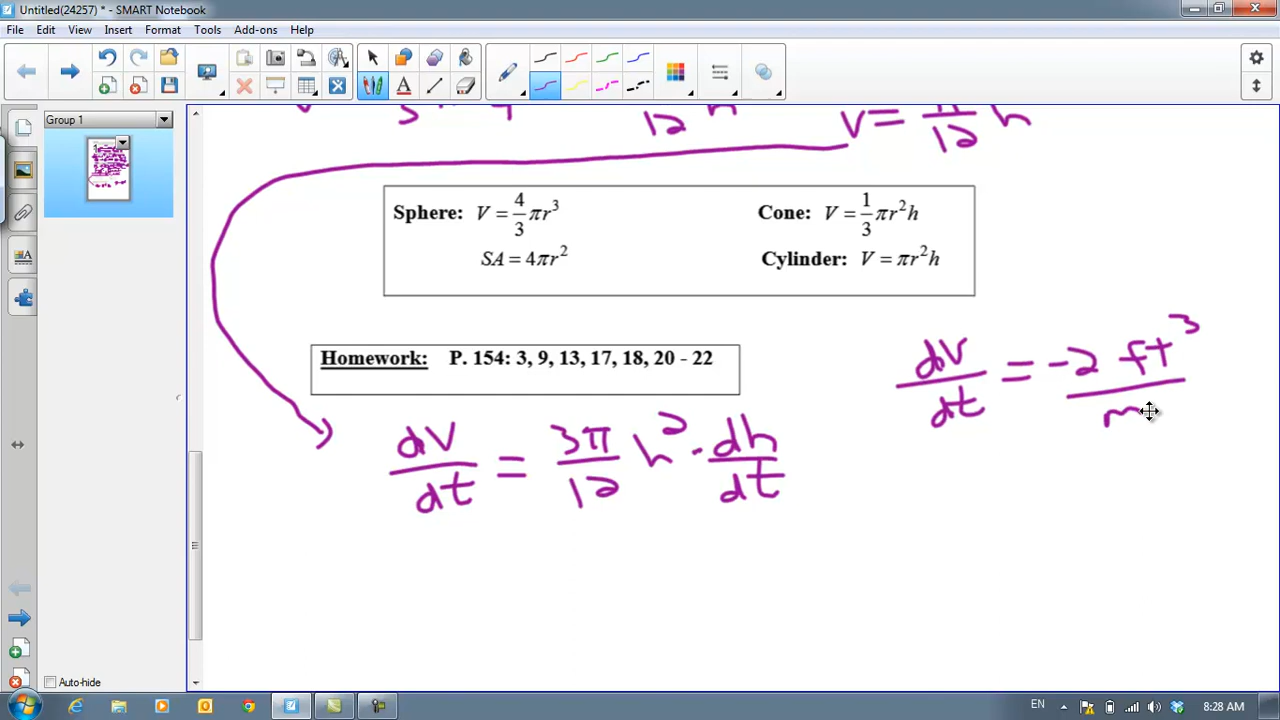 Untitled(24257) * - SMART Notebook
File Edit View Insert Format Tools Add-ons Help
Group 1
12
V = π/12 h
Sphere: V = 4/3 πr³
Cone: V = 1/3 πr²h
SA = 4πr²
Cylinder: V = πr²h
Homework: P. 154: 3, 9, 13, 17, 18, 20 - 22
dV/dt = -2 ft³/m
dV/dt = 3π/12 h² · dh/dt
Auto-hide
EN
8:28 AM